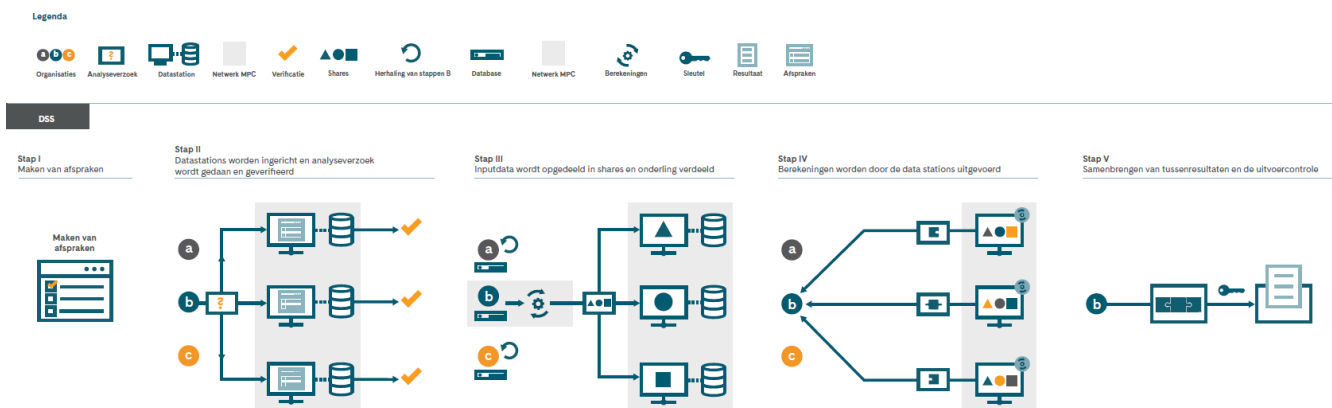 Legenda
a b c
?
Organisaties Analyseverzoek Datastation Netwerk MPC Verificatie Shares Herhaling van stappen B Database Netwerk MPC Berekeningen Sleutel Resultaat Afspraken
DSS
Stap I
Maken van afspraken
Stap II
Datastations worden ingericht en analyseverzoek
wordt gedaan en geverifieerd
Stap III
Inputdata wordt opgedeeld in shares en onderling verdeeld
Stap IV
Berekeningen worden door de data stations uitgevoerd
Stap V
Samenbrengen van tussenresultaten en de uitvoercontrole
Maken van
afspraken
a
b ?
c
a
b
c
a
b
c
b